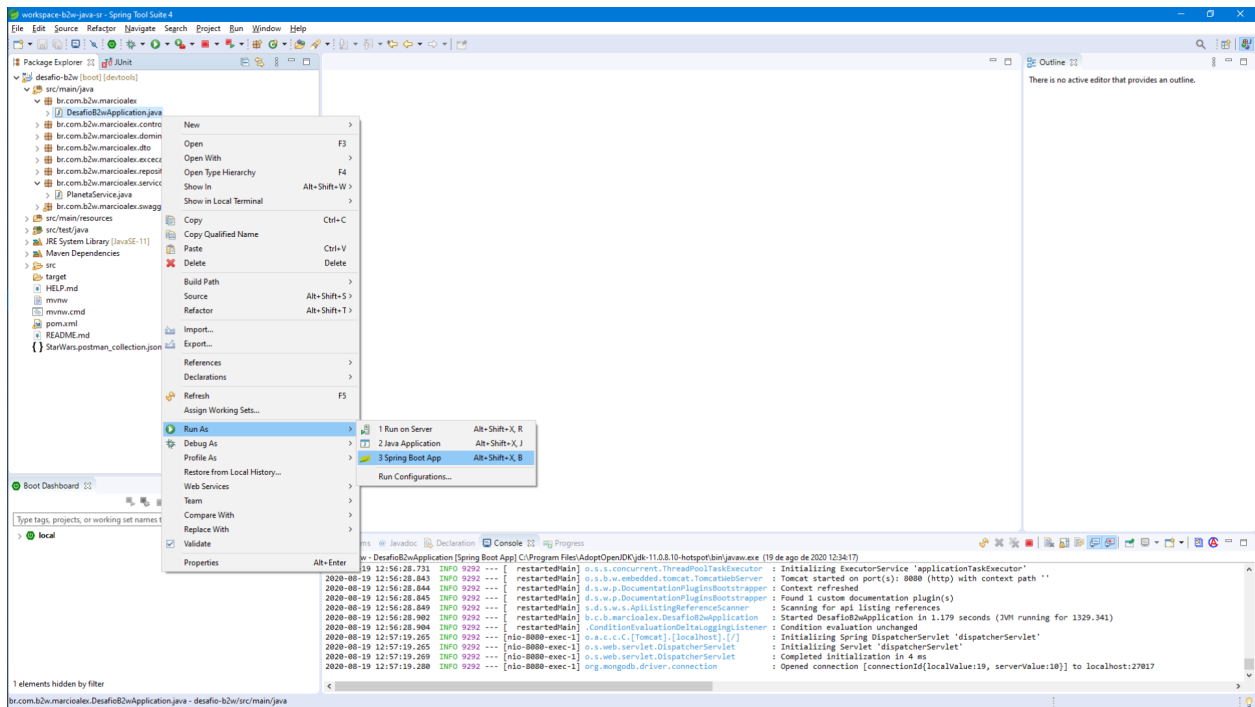 workspace-b2w-java-sr - Spring Tool Suite 4
File Edit Source Refactor Navigate Search Project Run Window Help
Package Explorer JUnit
desafio-b2w [boot] [devtools]
src/main/java
br.com.b2w.marcioalex
DesafioB2wApplication.java
br.com.b2w.marcioalex.contro
br.com.b2w.marcioalex.domin
br.com.b2w.marcioalex.dto
br.com.b2w.marcioalex.excec
br.com.b2w.marcioalex.reposit
br.com.b2w.marcioalex.servic
PlanetaService.java
br.com.b2w.marcioalex.swagg
src/main/resources
src/test/java
JRE System Library [JavaSE-11]
Maven Dependencies
src
target
HELP.md
mvnw
mvnw.cmd
pom.xml
README.md
StarWars.postman_collection.json
New
Open F3
Open With
Open Type Hierarchy F4
Show In Alt+Shift+W
Show in Local Terminal
Copy Ctrl+C
Copy Qualified Name
Paste Ctrl+V
Delete Delete
Build Path
Source Alt+Shift+S
Refactor Alt+Shift+T
Import...
Export...
References
Declarations
Refresh F5
Assign Working Sets...
Run As
Debug As
Profile As
Restore from Local History...
Web Services
Team
Compare With
Replace With
Validate
Properties Alt+Enter
1 Run on Server Alt+Shift+X, R
2 Java Application Alt+Shift+X, J
3 Spring Boot App Alt+Shift+X, B
Run Configurations...
Outline
There is no active editor that provides an outline.
Boot Dashboard
Type tags, projects, or working set names t
local
1 elements hidden by filter
ms Javadoc Declaration Console Progress
w - DesafioB2wApplication [Spring Boot App] C:\Program Files\AdoptOpenJDK\jdk-11.0.8.10-hotspot\bin\javaw.exe (19 de ago de 2020 12:34:17)
2020-08-19 12:56:28.731 INFO 9292 --- [ restartedMain] o.s.s.concurrent.ThreadPoolTaskExecutor : Initializing ExecutorService 'applicationTaskExecutor'
2020-08-19 12:56:28.843 INFO 9292 --- [ restartedMain] o.s.b.w.embedded.tomcat.TomcatWebServer : Tomcat started on port(s): 8080 (http) with context path ''
2020-08-19 12:56:28.844 INFO 9292 --- [ restartedMain] d.s.w.p.DocumentationPluginsBootstrapper : Context refreshed
2020-08-19 12:56:28.845 INFO 9292 --- [ restartedMain] d.s.w.p.DocumentationPluginsBootstrapper : Found 1 custom documentation plugin(s)
2020-08-19 12:56:28.849 INFO 9292 --- [ restartedMain] s.d.s.w.s.ApiListingReferenceScanner : Scanning for api listing references
2020-08-19 12:56:28.902 INFO 9292 --- [ restartedMain] b.c.b.marcioalex.DesafioB2wApplication : Started DesafioB2wApplication in 1.179 seconds (JVM running for 1329.341)
2020-08-19 12:56:28.904 INFO 9292 --- [ restartedMain] .ConditionEvaluationDeltaLoggingListener : Condition evaluation unchanged
2020-08-19 12:57:19.265 INFO 9292 --- [nio-8080-exec-1] o.a.c.c.C.[Tomcat].[localhost].[/] : Initializing Spring DispatcherServlet 'dispatcherServlet'
2020-08-19 12:57:19.265 INFO 9292 --- [nio-8080-exec-1] o.s.web.servlet.DispatcherServlet : Initializing Servlet 'dispatcherServlet'
2020-08-19 12:57:19.269 INFO 9292 --- [nio-8080-exec-1] o.s.web.servlet.DispatcherServlet : Completed initialization in 4 ms
2020-08-19 12:57:19.280 INFO 9292 --- [nio-8080-exec-1] org.mongodb.driver.connection : Opened connection [connectionId{localValue:19, serverValue:10}] to localhost:27017
br.com.b2w.marcioalex.DesafioB2wApplication.java - desafio-b2w/src/main/java